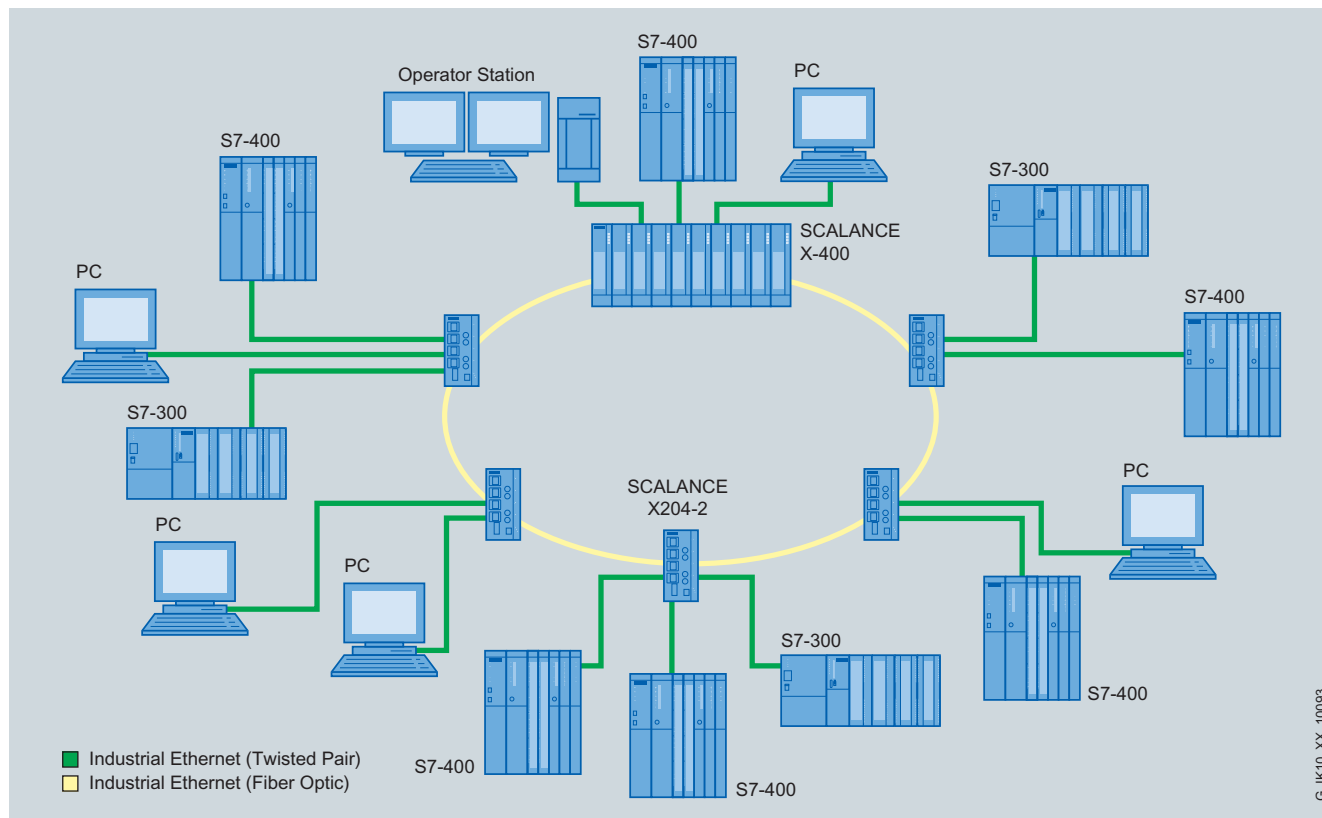 S7-400
Operator Station
PC
S7-400
S7-300
SCALANCE
X-400
PC
S7-400
S7-300
PC
SCALANCE
X204-2
PC
PC
S7-300
S7-400
S7-400
S7-400
Industrial Ethernet (Twisted Pair)
Industrial Ethernet (Fiber Optic)
G_IK10_XX_10093